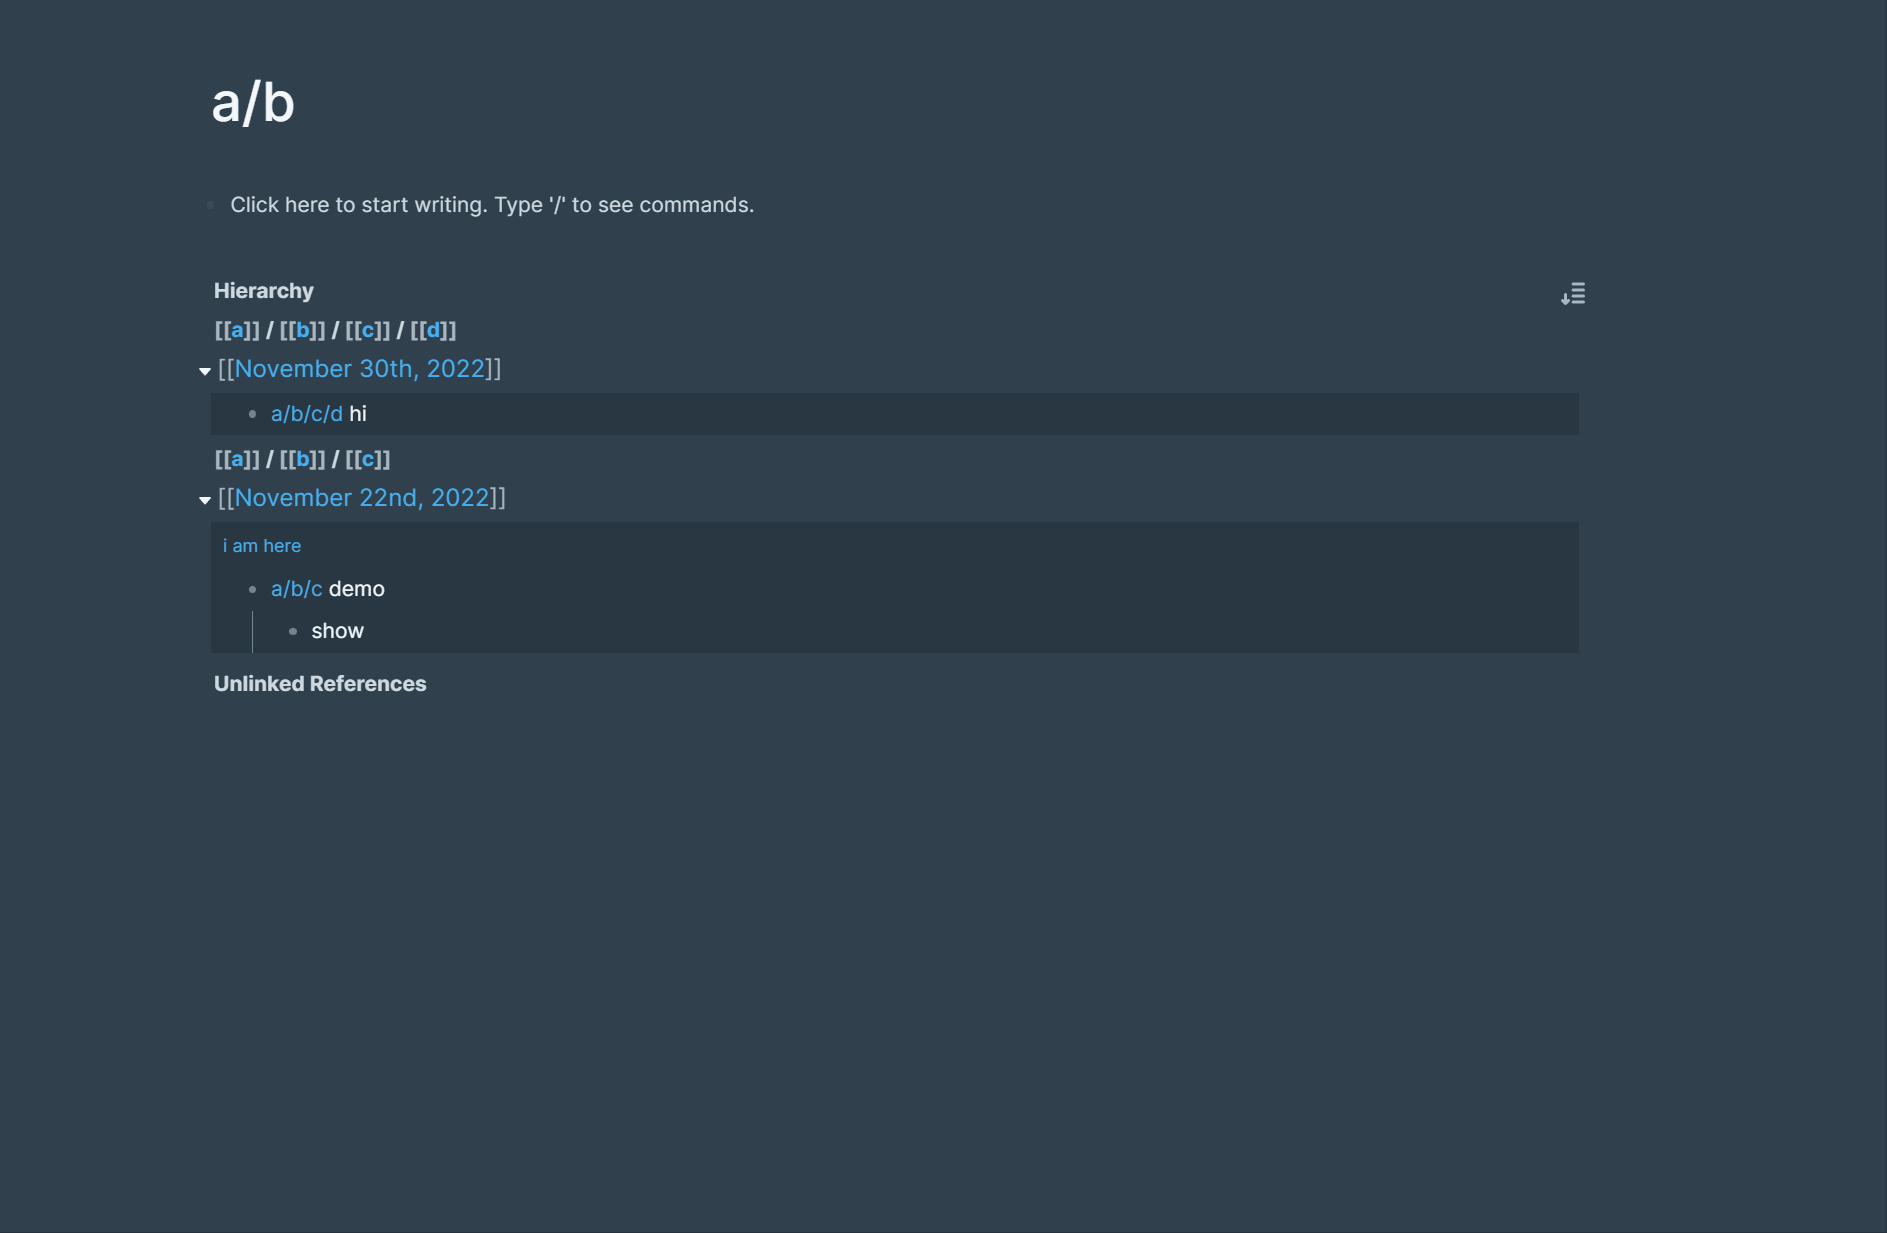 a/b
Click here to start writing. Type '/' to see commands.
Hierarchy
[[a]] / [[b]] / [[c]] / [[d]]
[[November 30th, 2022]]
a/b/c/d hi
[[a]] / [[b]] / [[c]]
[[November 22nd, 2022]]
i am here
a/b/c demo
show
Unlinked References